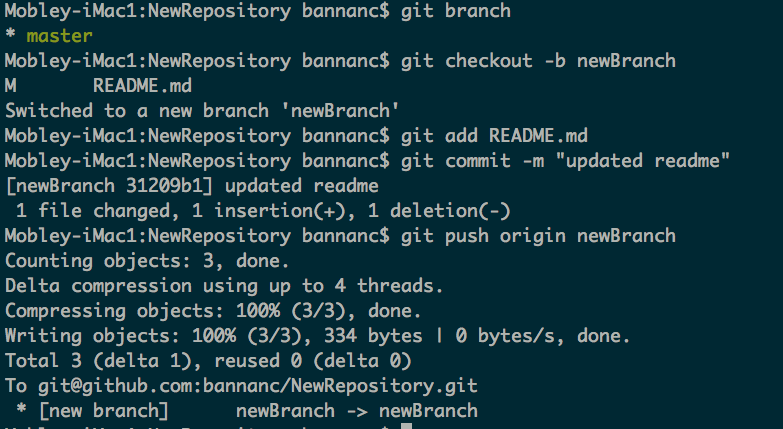 Mobley-iMac1:NewRepository bannanc$ git branch
* master
Mobley-iMac1:NewRepository bannanc$ git checkout -b newBranch
M       README.md
Switched to a new branch 'newBranch'
Mobley-iMac1:NewRepository bannanc$ git add README.md
Mobley-iMac1:NewRepository bannanc$ git commit -m "updated readme"
[newBranch 31209b1] updated readme
 1 file changed, 1 insertion(+), 1 deletion(-)
Mobley-iMac1:NewRepository bannanc$ git push origin newBranch
Counting objects: 3, done.
Delta compression using up to 4 threads.
Compressing objects: 100% (3/3), done.
Writing objects: 100% (3/3), 334 bytes | 0 bytes/s, done.
Total 3 (delta 1), reused 0 (delta 0)
To git@github.com:bannanc/NewRepository.git
 * [new branch]      newBranch -> newBranch